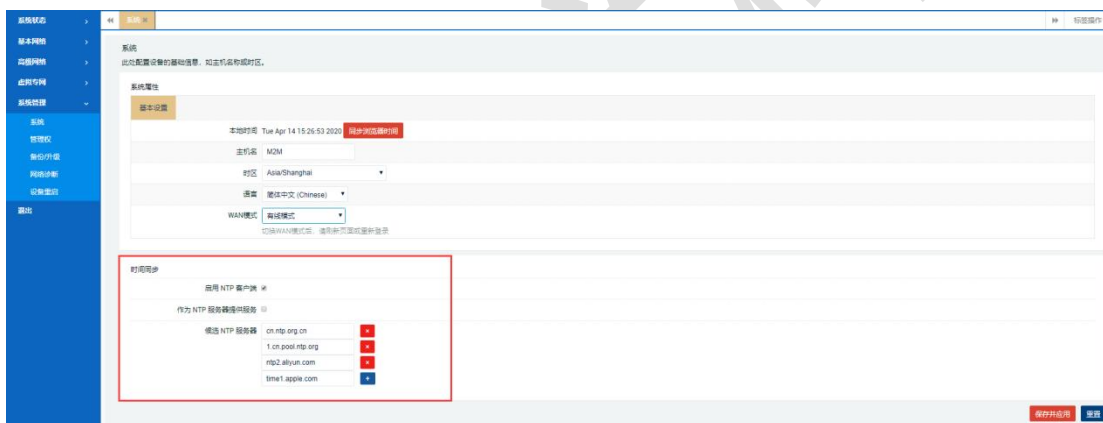 系统状态
基本网络
高级网络
虚拟专网
系统管理
系统
管理权
备份/升级
网络诊断
设备重启
退出
系统
标签操作
系统
此处配置设备的基础信息，如主机名称或时区。
系统属性
基本设置
本地时间 Tue Apr 14 15:26:53 2020 同步浏览器时间
主机名 M2M
时区 Asia/Shanghai
语言 简体中文 (Chinese)
WAN模式 有线模式
切换WAN模式后，请刷新页面或重新登录
时间同步
启用 NTP 客户端
作为 NTP 服务器提供服务
候选 NTP 服务器 cn.ntp.org.cn
1.cn.pool.ntp.org
ntp2.aliyun.com
time1.apple.com
保存并应用 重置